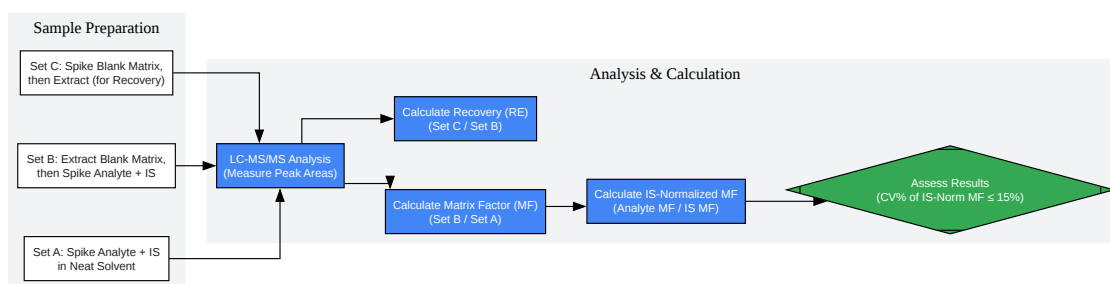 Sample Preparation
Set C: Spike Blank Matrix,
then Extract (for Recovery)
Set B: Extract Blank Matrix,
then Spike Analyte + IS
Set A: Spike Analyte + IS
in Neat Solvent
Analysis & Calculation
LC-MS/MS Analysis
(Measure Peak Areas)
Calculate Recovery (RE)
(Set C / Set B)
Calculate Matrix Factor (MF)
(Set B / Set A)
Calculate IS-Normalized MF
(Analyte MF / IS MF)
Assess Results
(CV% of IS-Norm MF ≤ 15%)